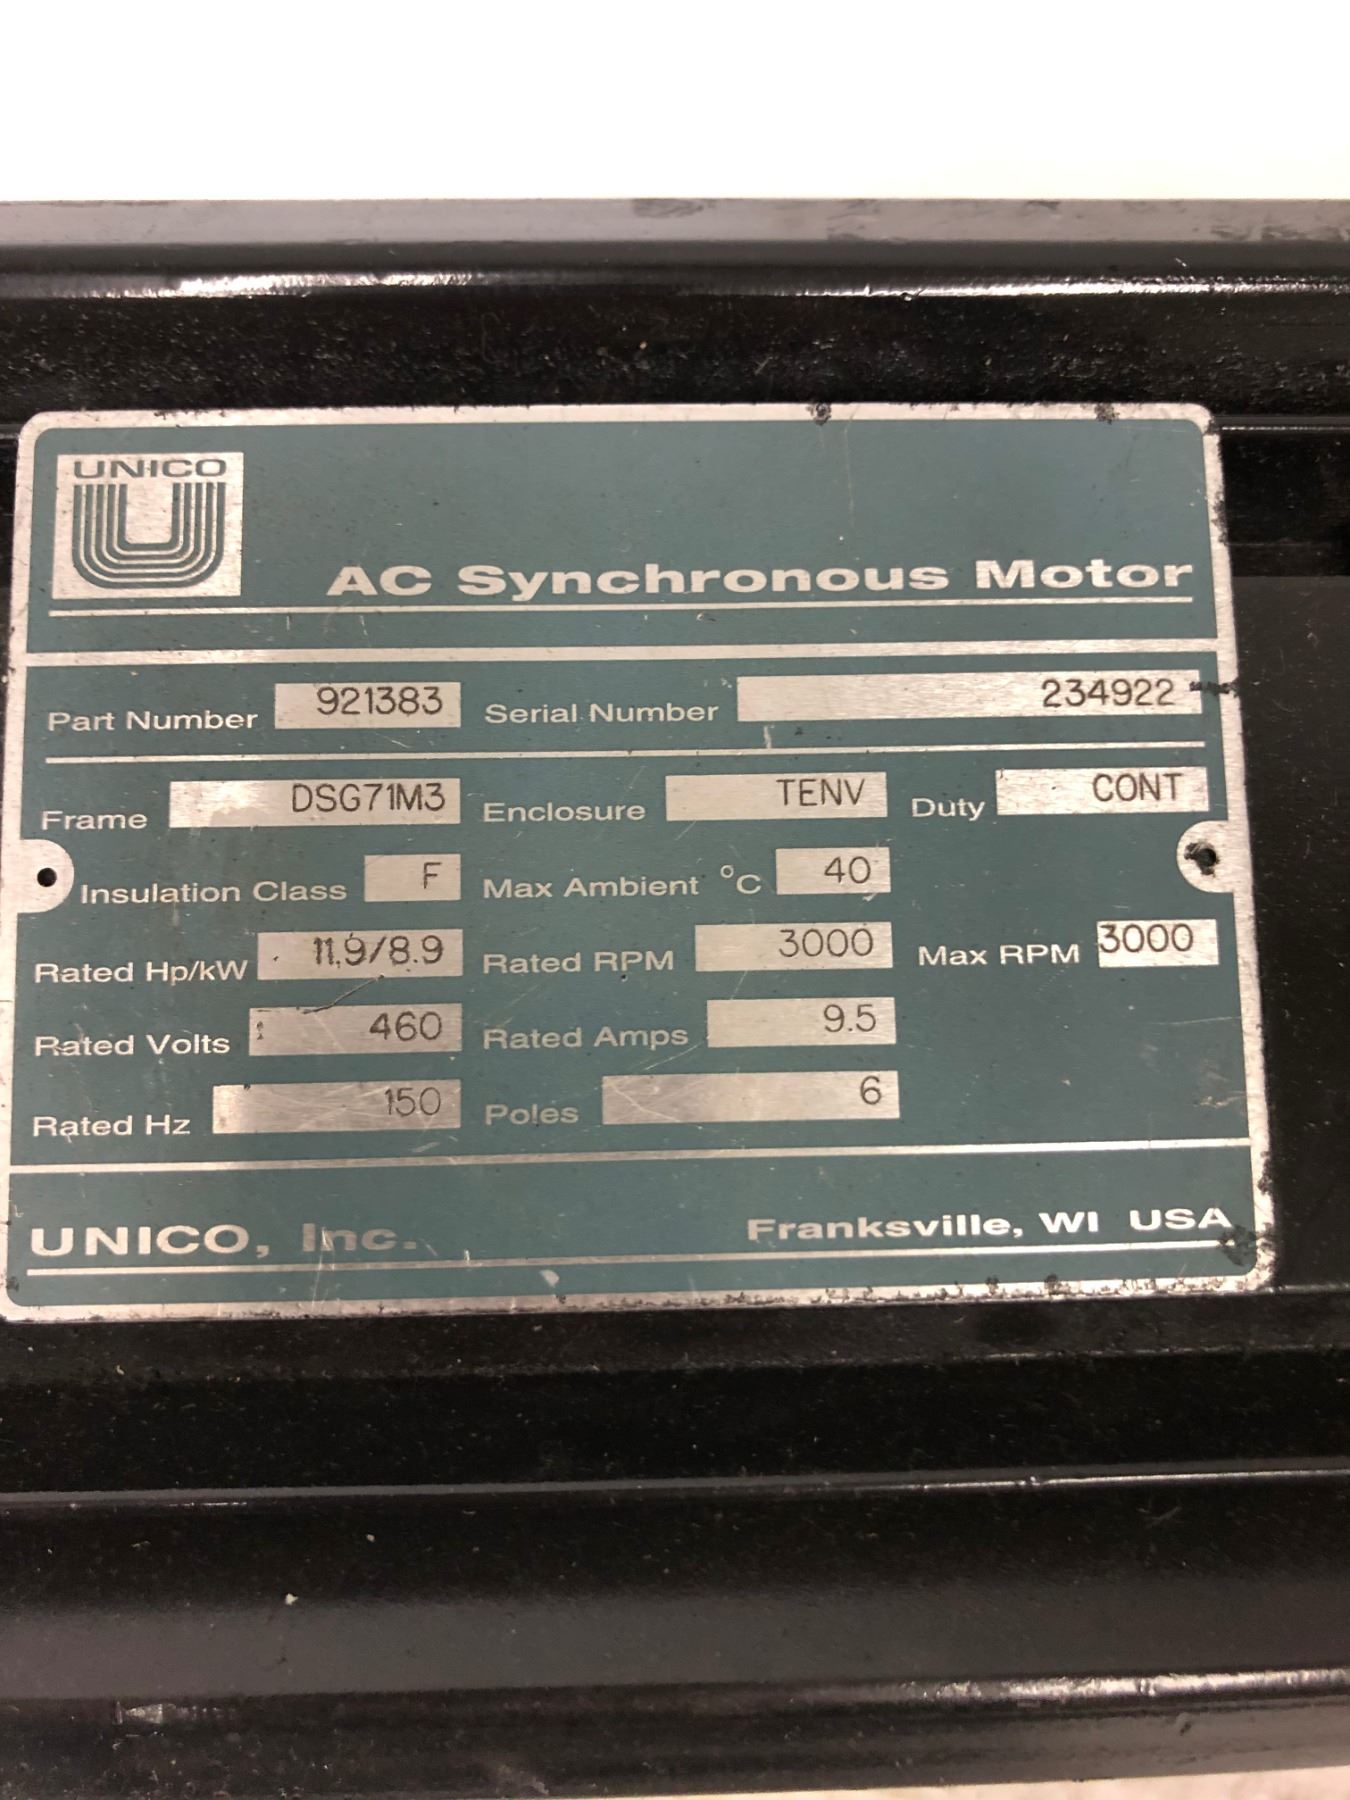 UNICO
AC Synchronous Motor
Part Number 921383 Serial Number 234922
Frame DSG71M3 Enclosure TENV Duty CONT
Insulation Class F Max Ambient °C 40
Rated Hp/kW 11.9/8.9 Rated RPM 3000 Max RPM 3000
Rated Volts 460 Rated Amps 9.5
Rated Hz 150 Poles 6
UNICO, Inc. Franksville, WI USA